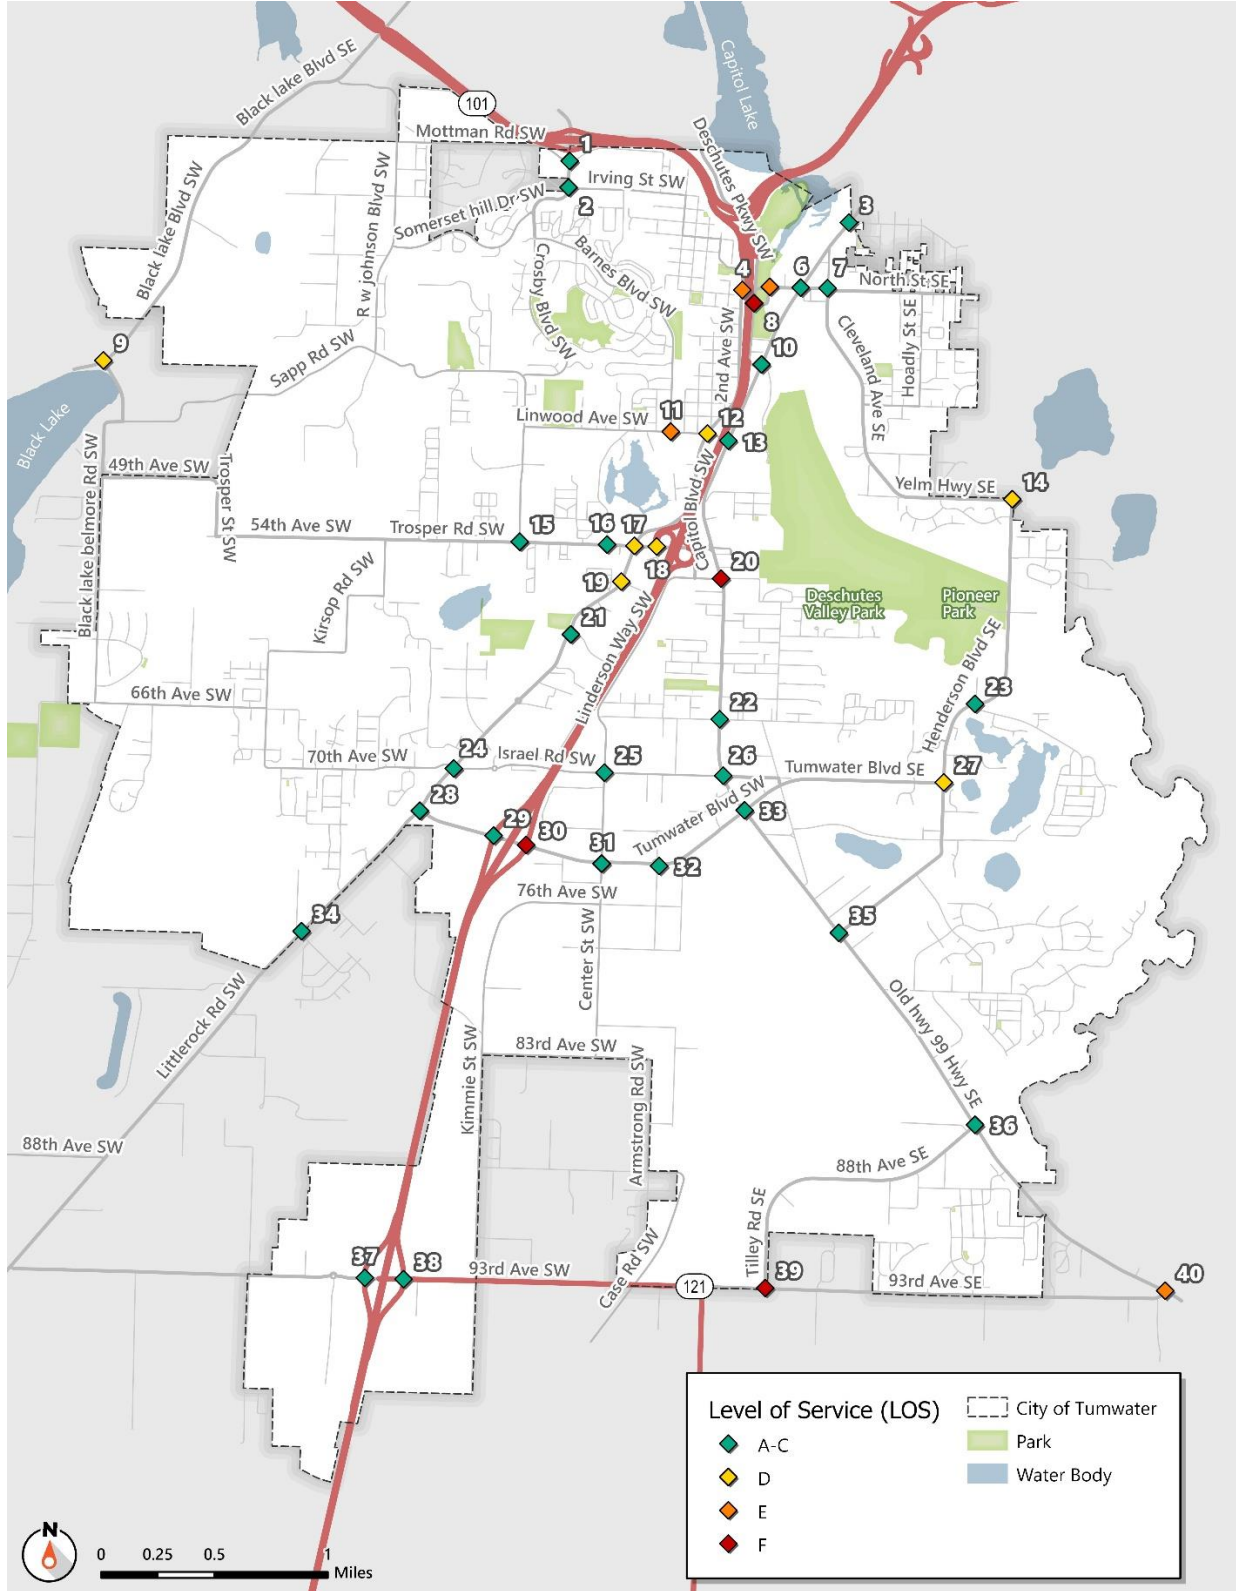 Black lake Blvd SE
Capitol Lake
101
Mottman Rd SW
Deschutes Pkwy SW
1
Irving St SW
2
Somerset hill Dr SW
3
Black lake Blvd SW
R w johnson Blvd SW
Crosby Blvd SW
Barnes Blvd SW
4
6
7
North St SE
8
2nd Ave SW
Cleveland Ave SE
Hoadly St SE
9
Sapp Rd SW
10
Black Lake
Linwood Ave SW
11
12
13
49th Ave SW
Trosper St SW
Capitol Blvd SW
Yelm Hwy SE
14
Black lake belmore Rd SW
54th Ave SW
Trosper Rd SW
15
16
17
18
19
20
Kirsop Rd SW
Deschutes
Valley Park
Pioneer
Park
21
Linderson Way SW
Henderson Blvd SE
66th Ave SW
22
23
70th Ave SW
24
Israel Rd SW
25
26
Tumwater Blvd SE
27
28
29
30
31
Tumwater Blvd SW
32
33
76th Ave SW
34
Center St SW
35
Littlerock Rd SW
Old hwy 99 Hwy SE
Kimmie St SW
83rd Ave SW
Armstrong Rd SW
36
88th Ave SW
88th Ave SE
Tilley Rd SE
37
38
93rd Ave SW
Case Rd SW
121
39
93rd Ave SE
40
Level of Service (LOS)
A-C
D
E
F
City of Tumwater
Park
Water Body
N
0 0.25 0.5 1
Miles